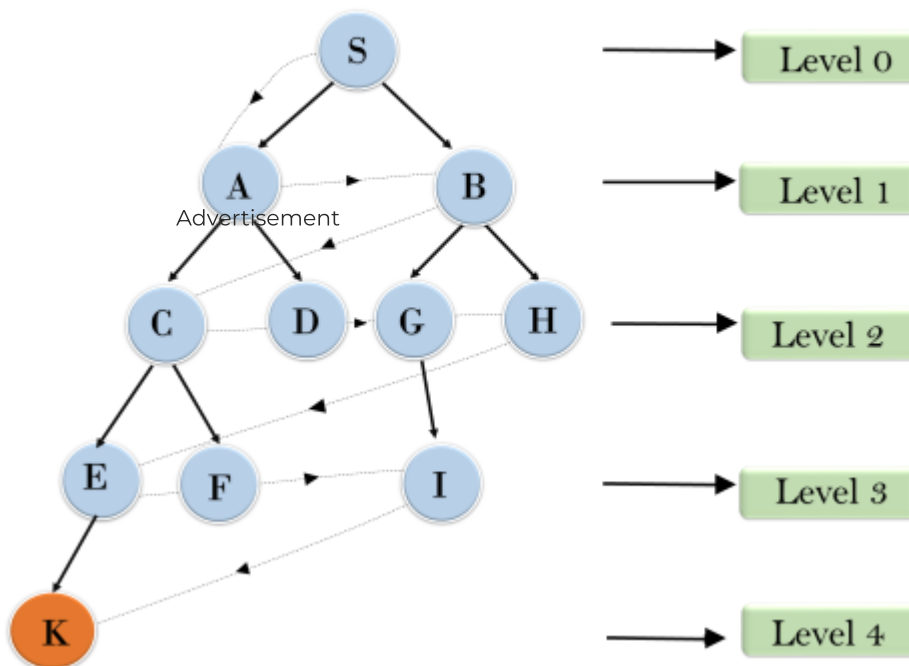 S
Level 0
A
B
Level 1
Advertisement
C
D
G
H
Level 2
E
F
I
Level 3
K
Level 4